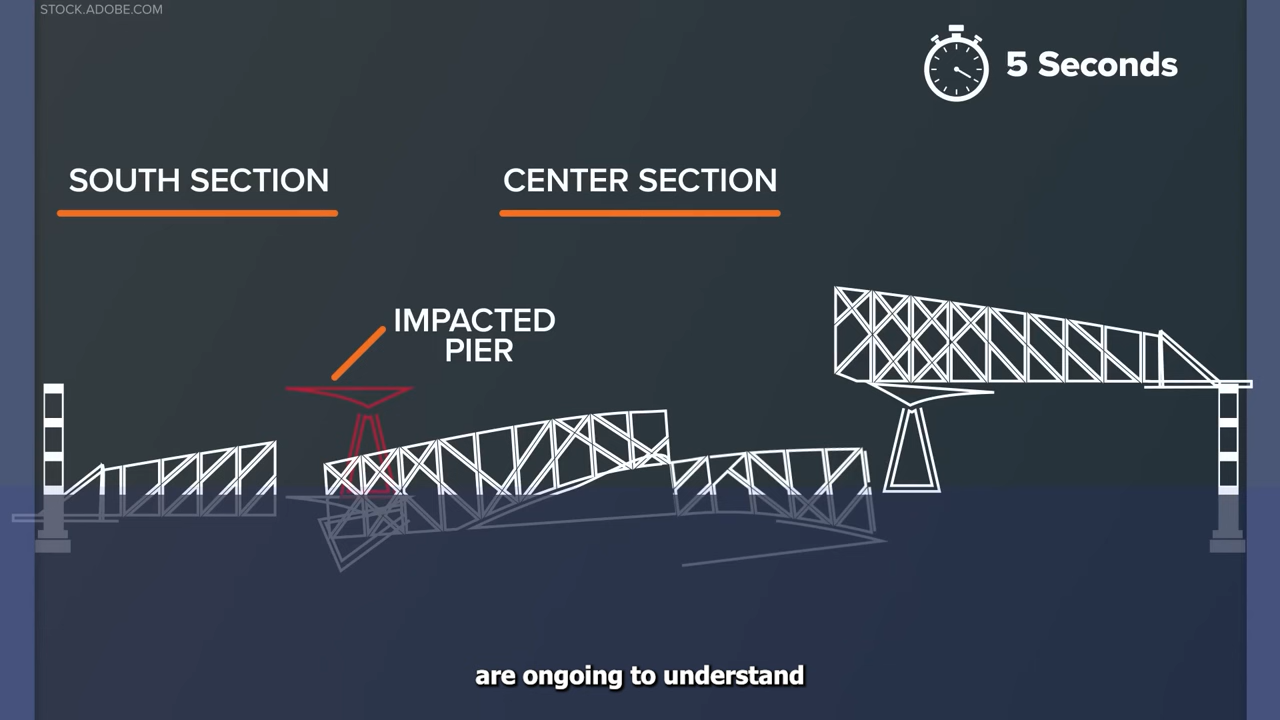 STOCK.ADOBE.COM
5 Seconds
SOUTH SECTION
CENTER SECTION
IMPACTED
PIER
are ongoing to understand